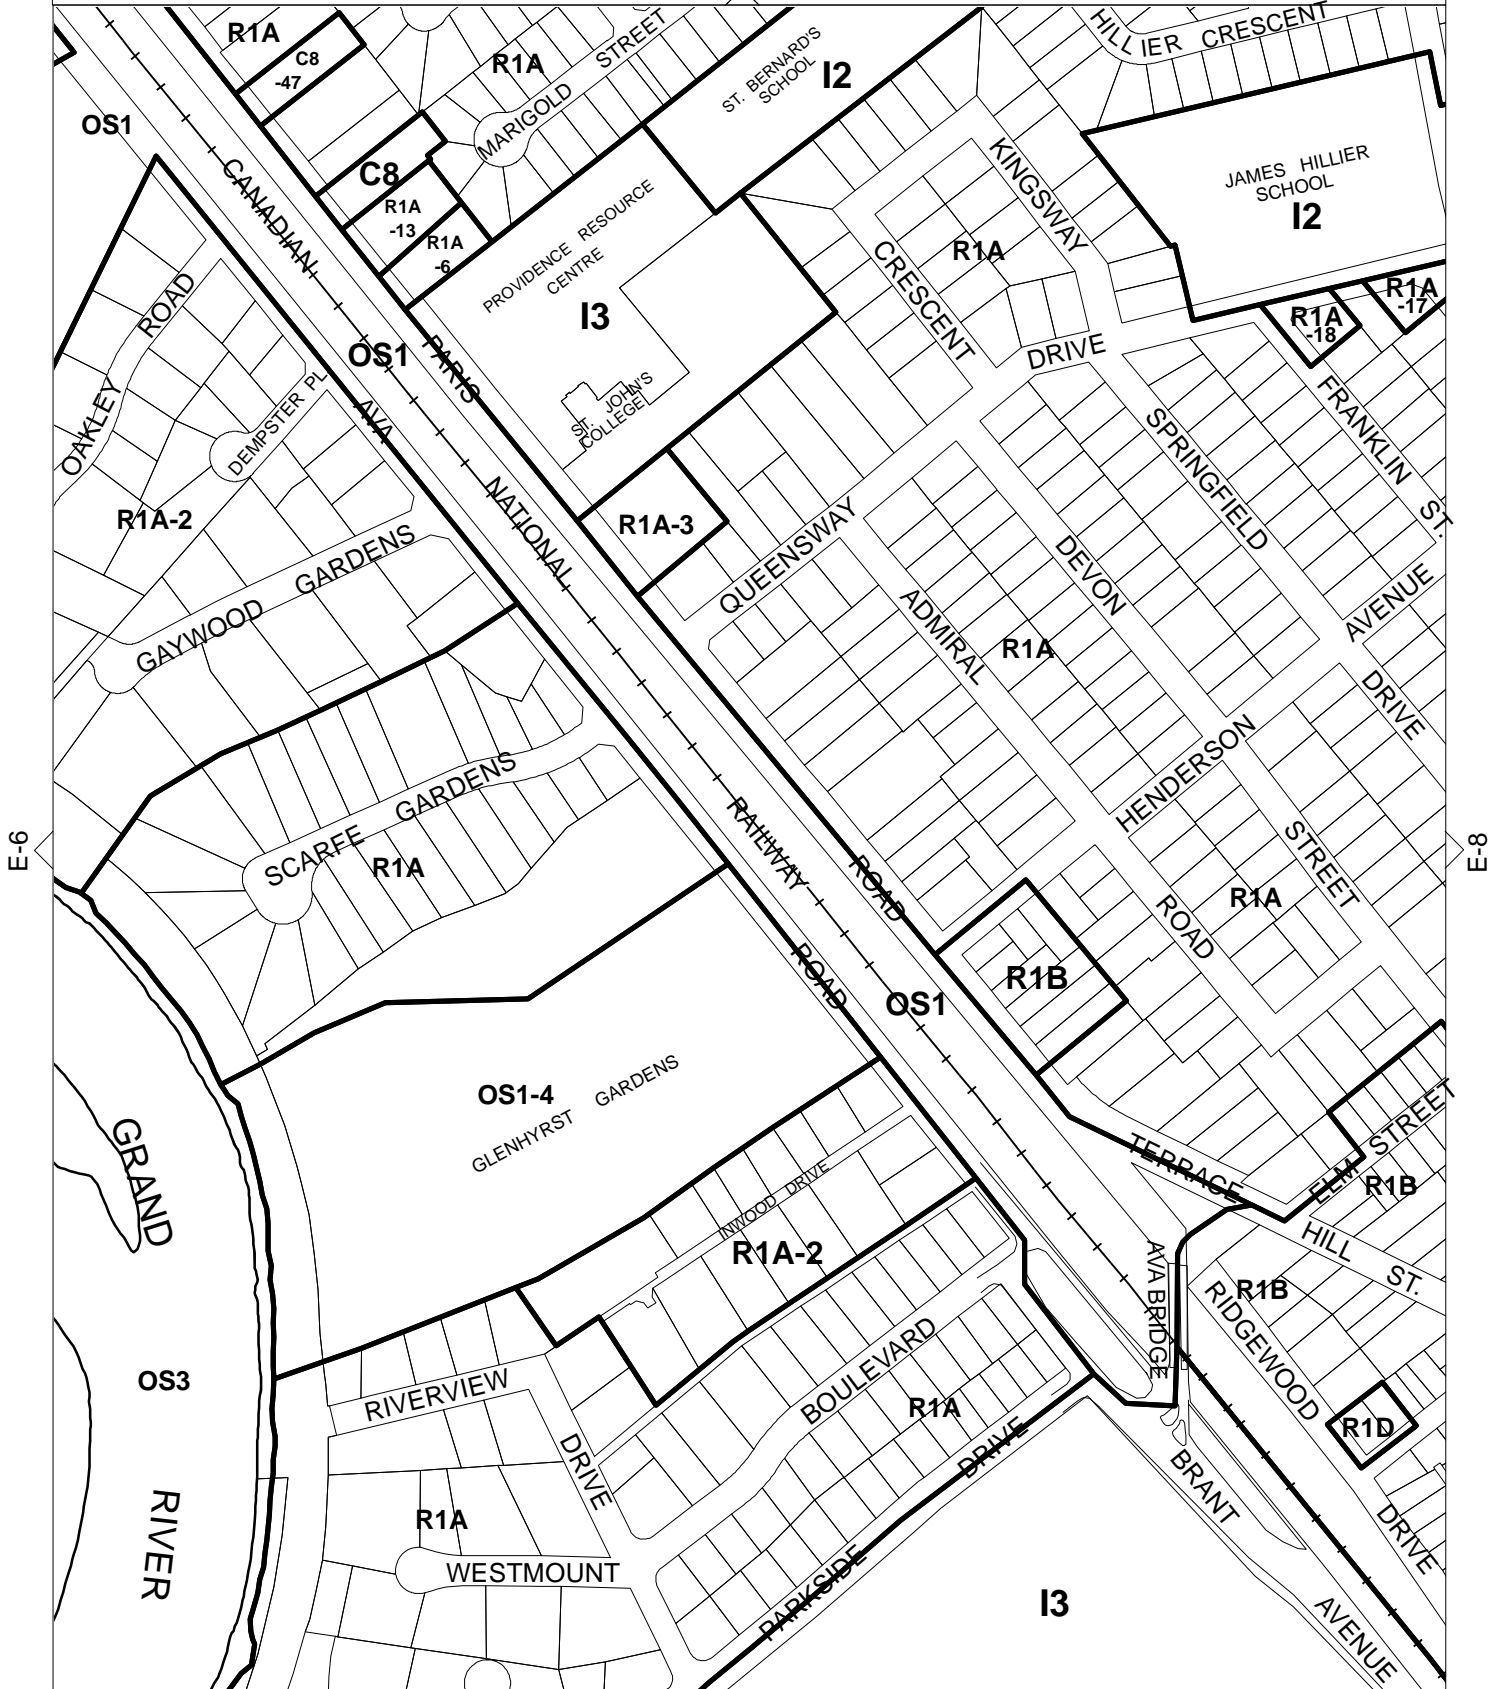 HILLIER CRESCENT
R1A
C8
-47
R1A
MARIGOLD STREET
ST. BERNARD'S
SCHOOL
I2
OS1
KINGSWAY
JAMES HILLIER
SCHOOL
I2
CANADIAN
C8
R1A
-13
R1A
-6
PROVIDENCE RESOURCE
CENTRE
I3
CRESCENT
R1A
R1A
-17
R1A
-18
OAKLEY ROAD
OS1
PARIS
DRIVE
DEMPSTER PL
AVA
ST. JOHN'S
COLLEGE
SPRINGFIELD
FRANKLIN ST.
R1A-2
NATIONAL
R1A-3
QUEENSWAY
DEVON
GAYWOOD GARDENS
ADMIRAL
R1A
AVENUE
DRIVE
HENDERSON
SCARFE GARDENS
R1A
RAILWAY
ROAD
STREET
E-6
E-8
R1A
ROAD
ROAD
R1B
OS1
OS1-4
GLENHYRST GARDENS
GRAND
TERRACE
ELM STREET
R1B
INWOOD DRIVE
R1A-2
HILL ST.
AVA BRIDGE
R1B
RIDGEWOOD
OS3
RIVERVIEW
BOULEVARD
R1A
R1D
DRIVE
DRIVE
BRANT
RIVER
R1A
DRIVE
WESTMOUNT
PARKSIDE
I3
AVENUE